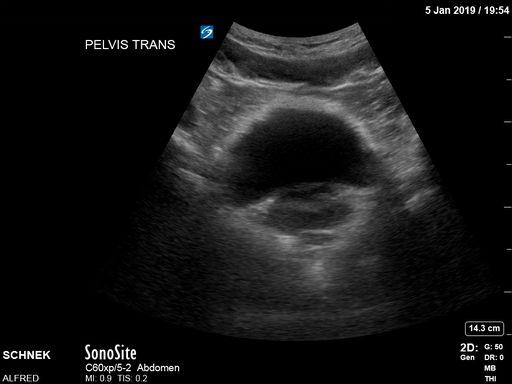 5 Jan 2019 / 19:54
PELVIS TRANS
14.3 cm
SCHNEK
SonoSite
2D: G: 50
C60xp/5-2 Abdomen
Gen DR: 0
MB
ALFRED
MI: 0.9 TIS: 0.2
THI